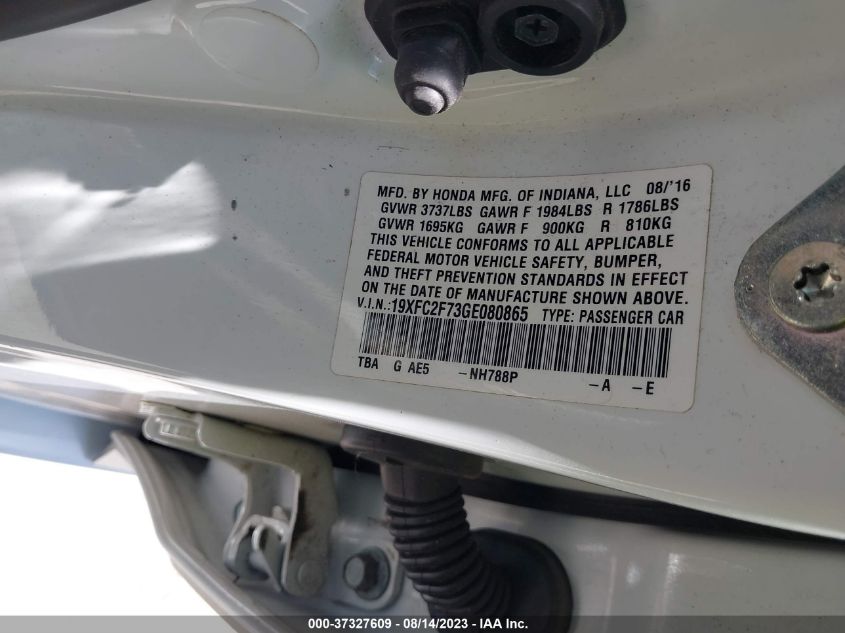 MFD. BY HONDA MFG. OF INDIANA, LLC 08/'16
GVWR 3737LBS GAWR F 1984LBS R 1786LBS
GVWR 1695KG GAWR F 900KG R 810KG
THIS VEHICLE CONFORMS TO ALL APPLICABLE
FEDERAL MOTOR VEHICLE SAFETY, BUMPER,
AND THEFT PREVENTION STANDARDS IN EFFECT
ON THE DATE OF MANUFACTURE SHOWN ABOVE.
V.I.N.:19XFC2F73GE080865 TYPE: PASSENGER CAR
TBA G AE5 -NH788P -A -E
000-37327609 - 08/14/2023 - IAA Inc.